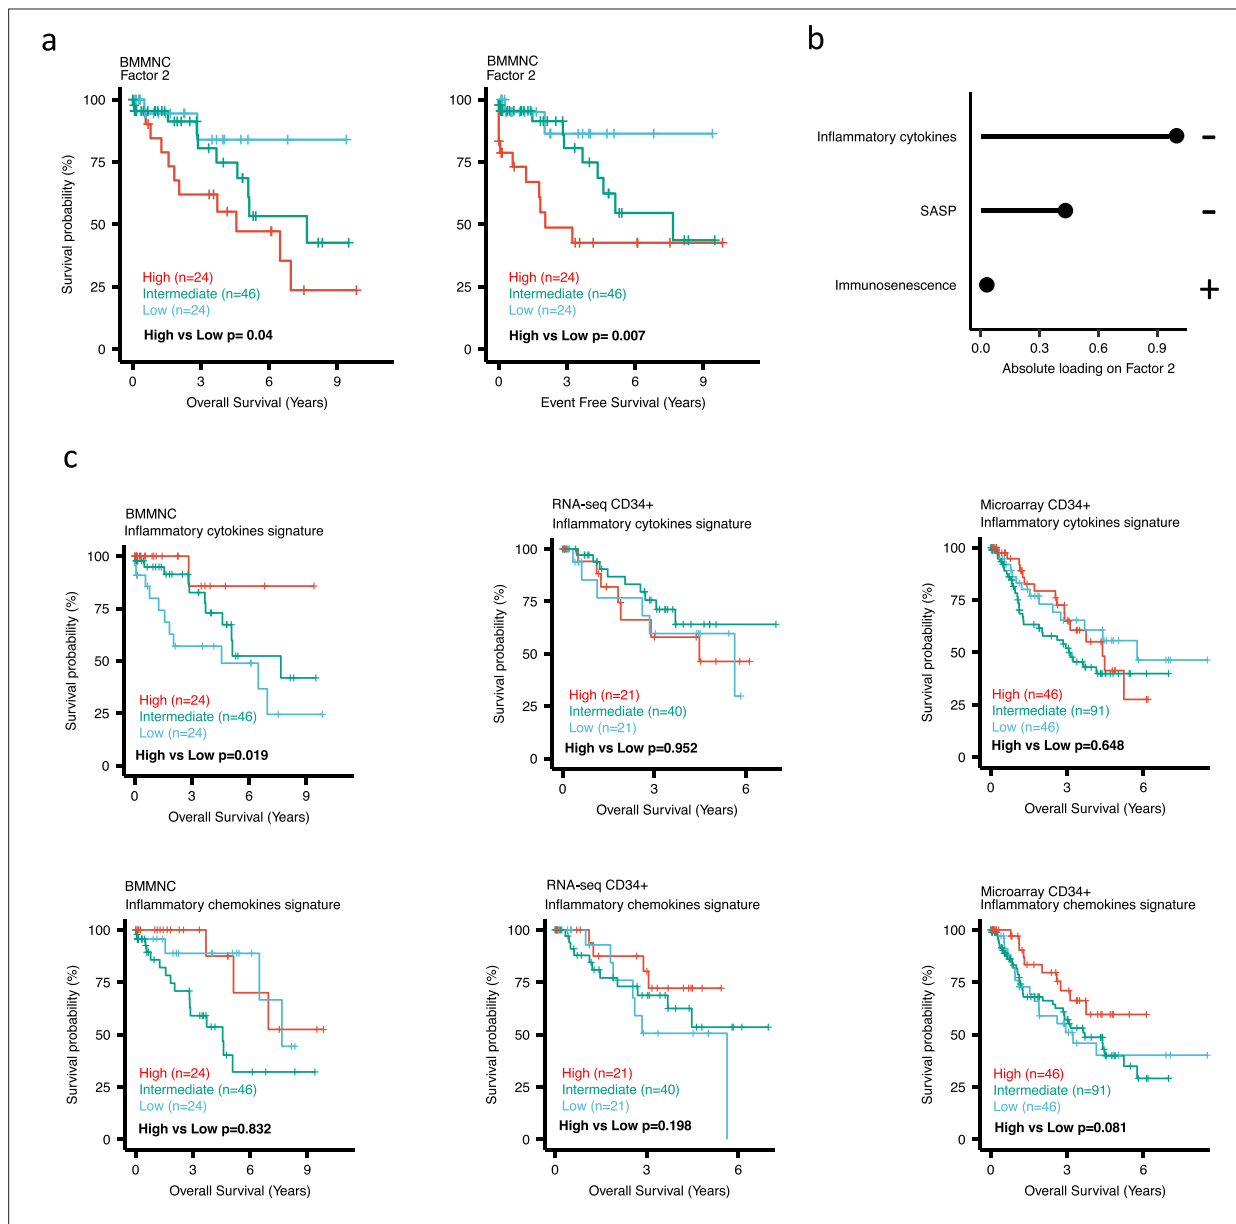 a
BMMNC
Factor 2
100
75
50
25
0
Survival probability (%)
High (n=24)
Intermediate (n=46)
Low (n=24)
High vs Low p= 0.04
0 3 6 9
Overall Survival (Years)
BMMNC
Factor 2
100
75
50
25
0
Survival probability (%)
High (n=24)
Intermediate (n=46)
Low (n=24)
High vs Low p= 0.007
0 3 6 9
Event Free Survival (Years)
b
Inflammatory cytokines -
SASP -
Immunosenescence +
0.0 0.3 0.6 0.9
Absolute loading on Factor 2
c
BMMNC
Inflammatory cytokines signature
100
75
50
25
0
Survival probability (%)
High (n=24)
Intermediate (n=46)
Low (n=24)
High vs Low p=0.019
0 3 6 9
Overall Survival (Years)
RNA-seq CD34+
Inflammatory cytokines signature
100
75
50
25
0
Survival probability (%)
High (n=21)
Intermediate (n=40)
Low (n=21)
High vs Low p=0.952
0 3 6
Overall Survival (Years)
Microarray CD34+
Inflammatory cytokines signature
100
75
50
25
0
Survival probability (%)
High (n=46)
Intermediate (n=91)
Low (n=46)
High vs Low p=0.648
0 3 6
Overall Survival (Years)
BMMNC
Inflammatory chemokines signature
100
75
50
25
0
Survival probability (%)
High (n=24)
Intermediate (n=46)
Low (n=24)
High vs Low p=0.832
0 3 6 9
Overall Survival (Years)
RNA-seq CD34+
Inflammatory chemokines signature
100
75
50
25
0
Survival probability (%)
High (n=21)
Intermediate (n=40)
Low (n=21)
High vs Low p=0.198
0 3 6
Overall Survival (Years)
Microarray CD34+
Inflammatory chemokines signature
100
75
50
25
0
Survival probability (%)
High (n=46)
Intermediate (n=91)
Low (n=46)
High vs Low p=0.081
0 3 6
Overall Survival (Years)